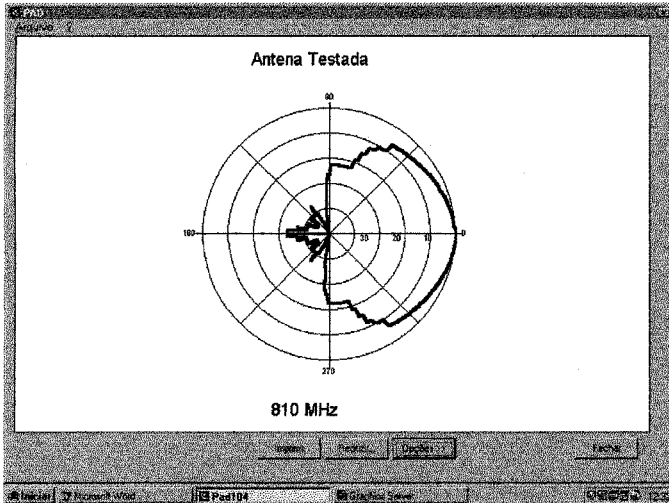 PAD
Arquivo ?
Antena Testada
90
180
30
20
10
0
270
810 MHz
Fechar
Iniciar
Microsoft Word
Pad104